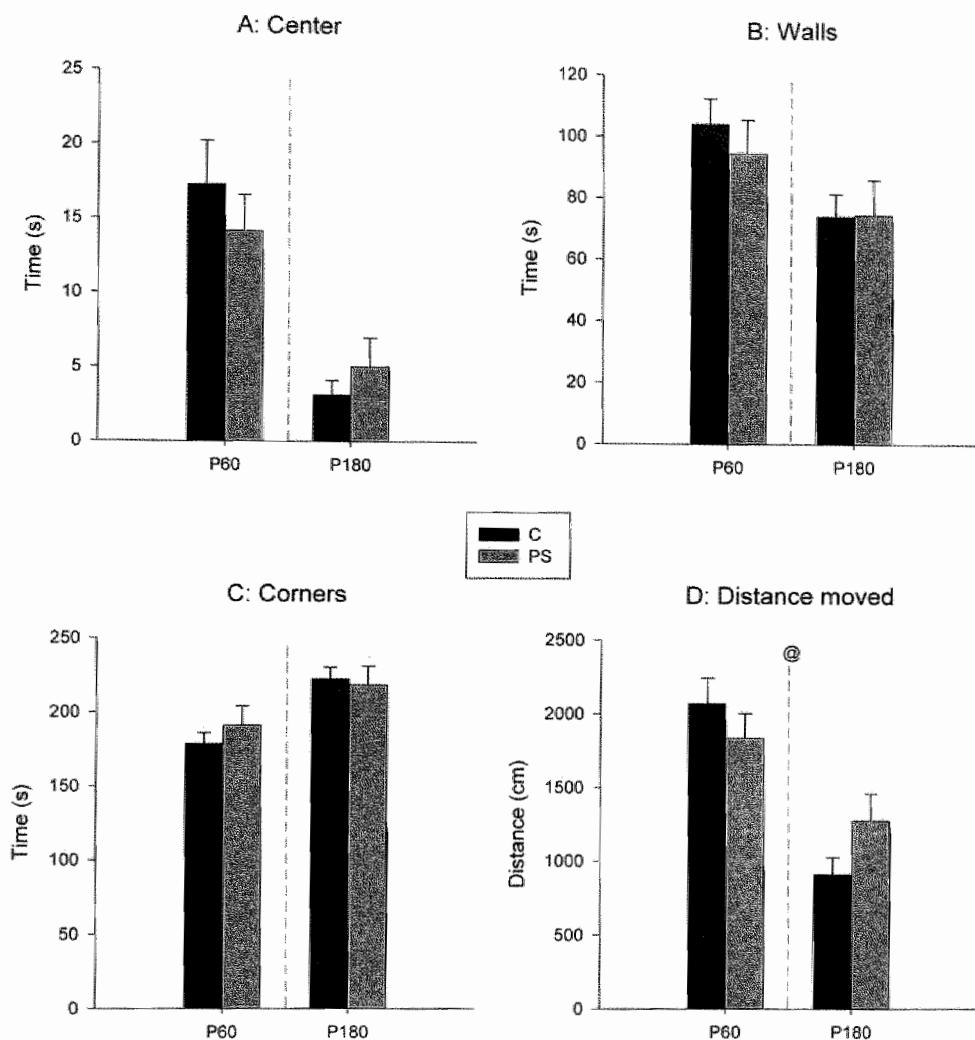 A: Center
25
20
15
10
5
0
Time (s)
P60
P180
B: Walls
120
100
80
60
40
20
0
Time (s)
P60
P180
C
PS
C: Corners
250
200
150
100
50
0
Time (s)
P60
P180
D: Distance moved
@
2500
2000
1500
1000
500
0
Distance (cm)
P60
P180